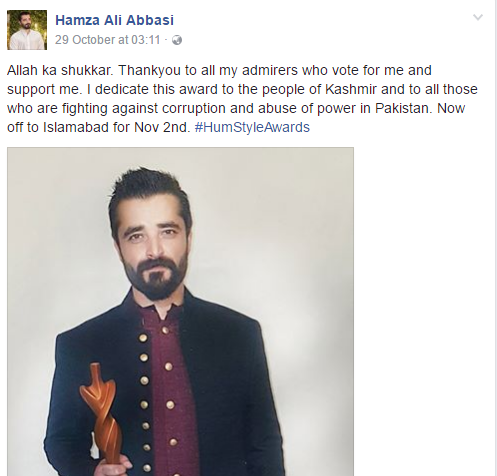 Hamza Ali Abbasi
29 October at 03:11 ·
Allah ka shukkar. Thankyou to all my admirers who vote for me and
support me. I dedicate this award to the people of Kashmir and to all those
who are fighting against corruption and abuse of power in Pakistan. Now
off to Islamabad for Nov 2nd. #HumStyleAwards